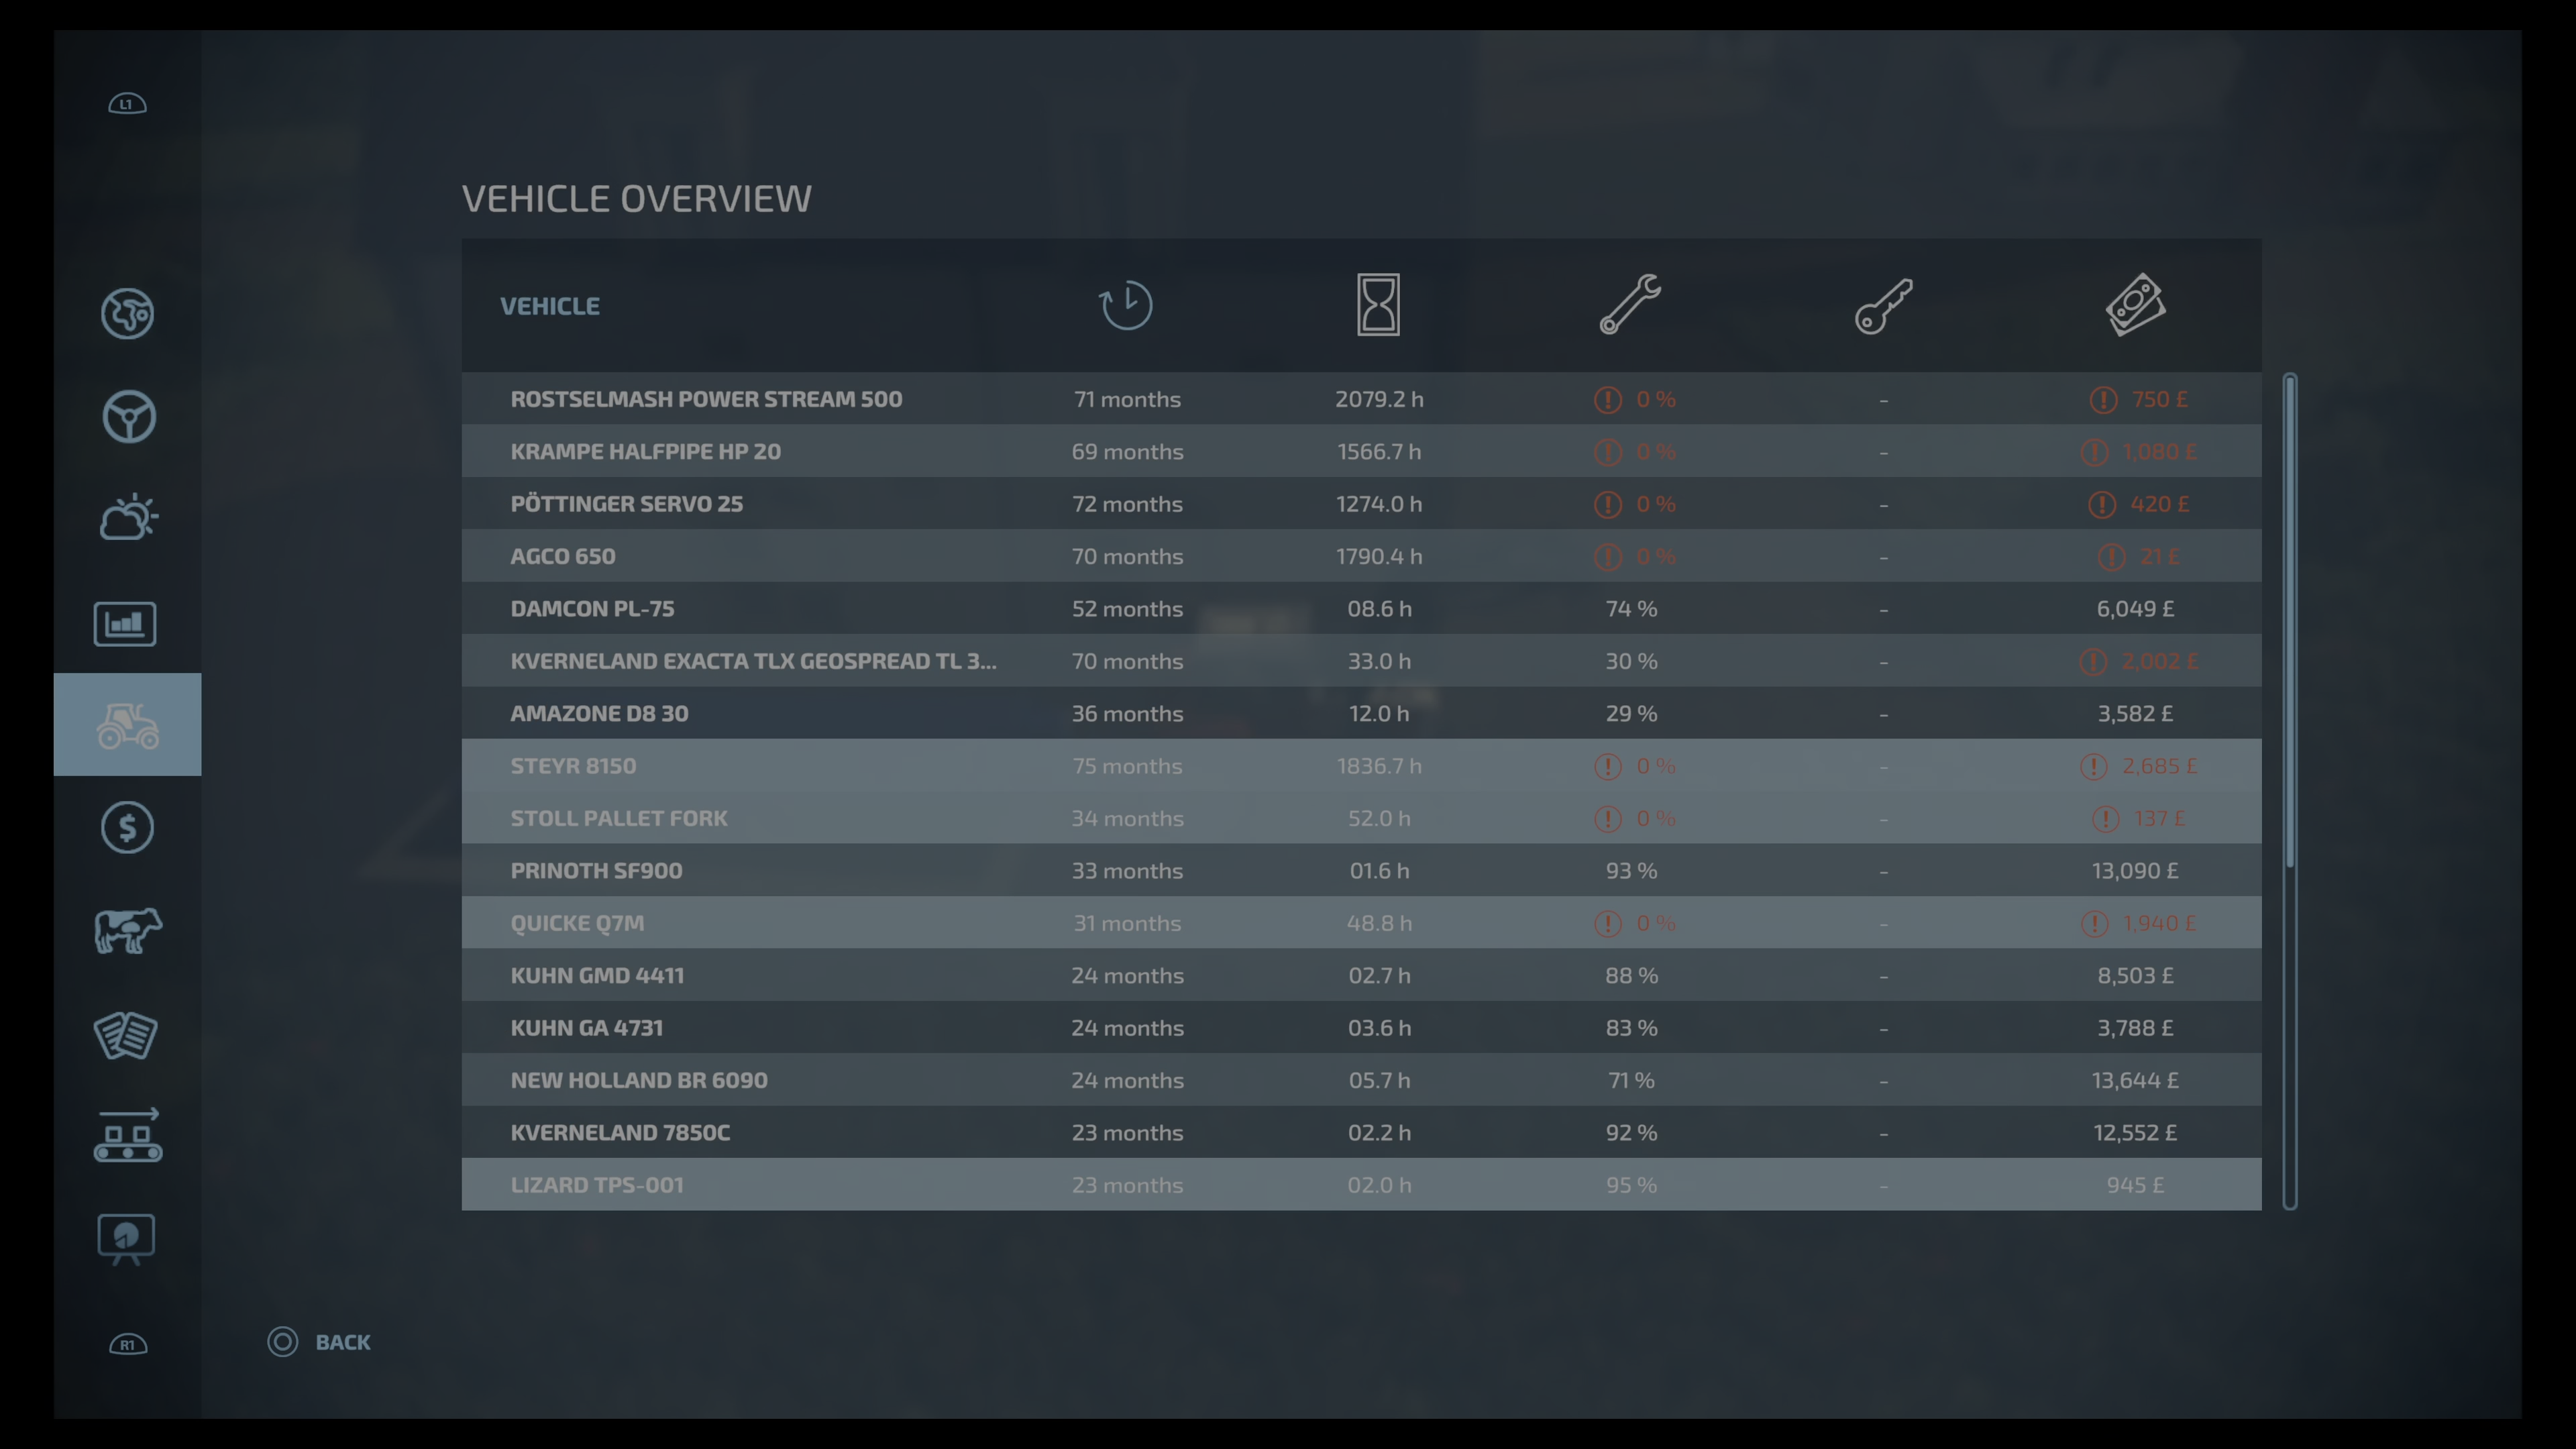 L1
VEHICLE OVERVIEW
VEHICLE
ROSTSELMASH POWER STREAM 500 71 months 2079.2 h ! 0 % - ! 750 £
KRAMPE HALFPIPE HP 20 69 months 1566.7 h ! 0 % - ! 1,080 £
PÖTTINGER SERVO 25 72 months 1274.0 h ! 0 % - ! 420 £
AGCO 650 70 months 1790.4 h ! 0 % - ! 21 £
DAMCON PL-75 52 months 08.6 h 74 % - 6,049 £
KVERNELAND EXACTA TLX GEOSPREAD TL 3... 70 months 33.0 h 30 % - ! 2,002 £
AMAZONE D8 30 36 months 12.0 h 29 % - 3,582 £
STEYR 8150 75 months 1836.7 h ! 0 % - ! 2,685 £
STOLL PALLET FORK 34 months 52.0 h ! 0 % - ! 137 £
PRINOTH SF900 33 months 01.6 h 93 % - 13,090 £
QUICKE Q7M 31 months 48.8 h ! 0 % - ! 1,940 £
KUHN GMD 4411 24 months 02.7 h 88 % - 8,503 £
KUHN GA 4731 24 months 03.6 h 83 % - 3,788 £
NEW HOLLAND BR 6090 24 months 05.7 h 71 % - 13,644 £
KVERNELAND 7850C 23 months 02.2 h 92 % - 12,552 £
LIZARD TPS-001 23 months 02.0 h 95 % - 945 £
R1
BACK